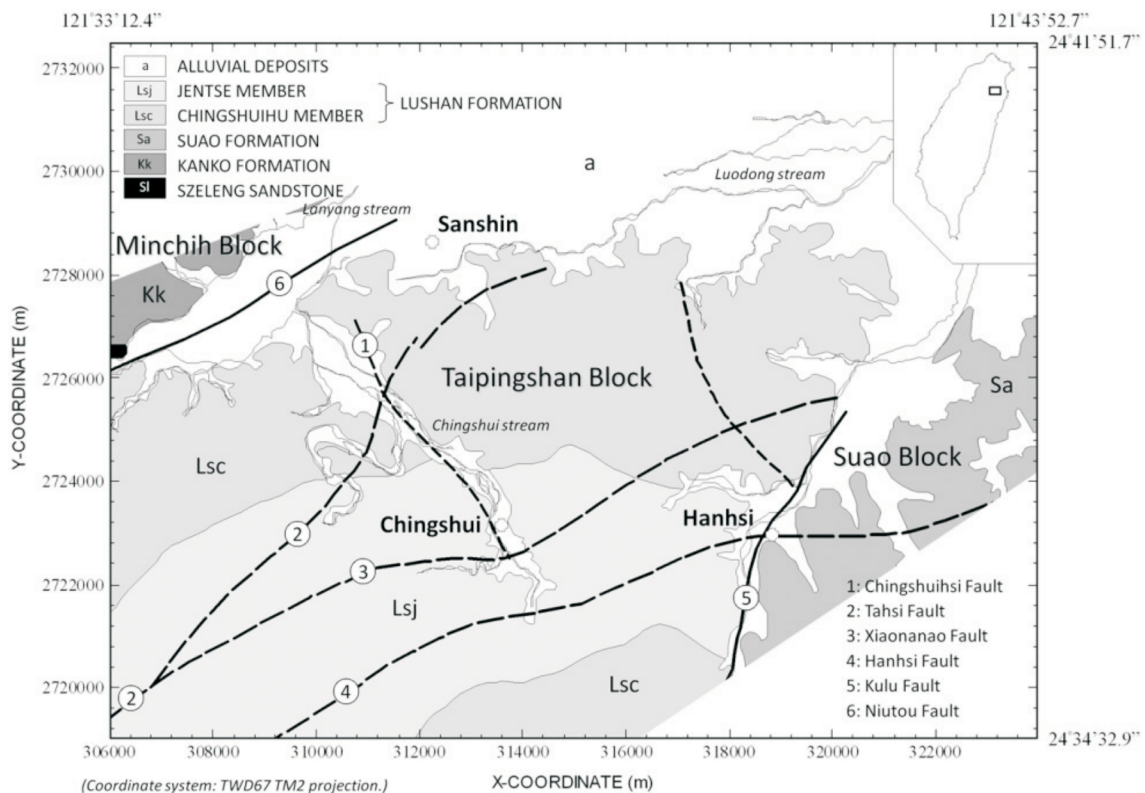 121°33'12.4"
121°43'52.7"
24°41'51.7"
2732000
2730000
2728000
2726000
2724000
2722000
2720000
Y-COORDINATE (m)
a ALLUVIAL DEPOSITS
Lsj JENTSE MEMBER
Lsc CHINGSHUIHU MEMBER
LUSHAN FORMATION
Sa SUAO FORMATION
Kk KANKO FORMATION
Sl SZELENG SANDSTONE
a
Luodong stream
Lanyang stream
Sanshin
Minchih Block
6
Kk
1
Taipingshan Block
Sa
Chingshui stream
Lsc
Suao Block
Chingshui
Hanhsi
2
3
Lsj
5
4
2
Lsc
1: Chingshuihsi Fault
2: Tahsi Fault
3: Xiaonanao Fault
4: Hanhsi Fault
5: Kulu Fault
6: Niutou Fault
24°34'32.9"
306000 308000 310000 312000 314000 316000 318000 320000 322000
X-COORDINATE (m)
(Coordinate system: TWD67 TM2 projection.)